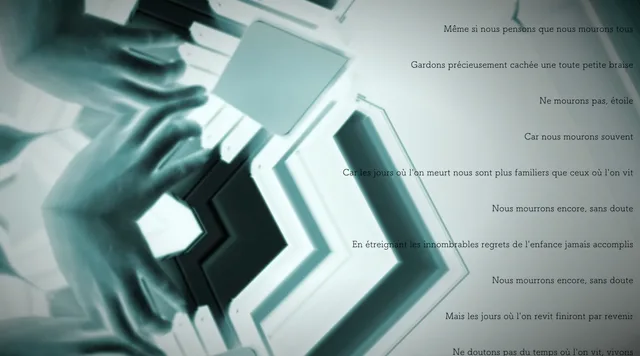 Même si nous pensons que nous mourons tous
Gardons précieusement cachée une toute petite braise
Ne mourons pas, étoile
Car nous mourons souvent
Car les jours où l'on meurt nous sont plus familiers que ceux où l'on vit
Nous mourrons encore, sans doute
En étreignant les innombrables regrets de l'enfance jamais accomplis
Nous mourrons encore, sans doute
Mais les jours où l'on revit finiront par revenir
Ne doutons pas du temps où l'on vit, vivons